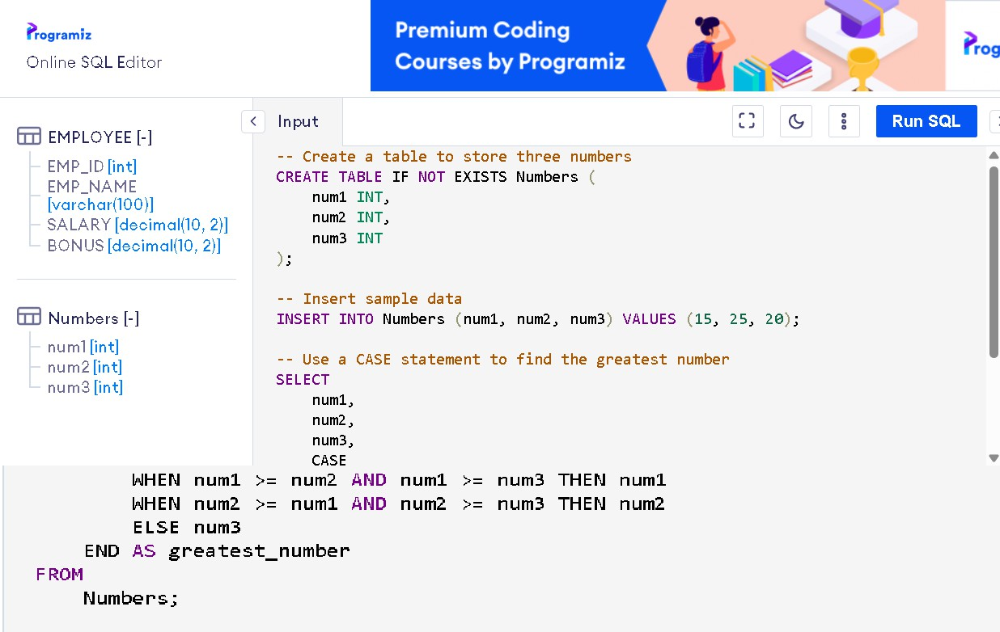 Programiz
Online SQL Editor
Premium Coding
Courses by Programiz
Prog
EMPLOYEE [-]
EMP_ID [int]
EMP_NAME
[varchar(100)]
SALARY [decimal(10, 2)]
BONUS [decimal(10, 2)]
Numbers [-]
num1 [int]
num2 [int]
num3 [int]
Input
Run SQL
-- Create a table to store three numbers
CREATE TABLE IF NOT EXISTS Numbers (
    num1 INT,
    num2 INT,
    num3 INT
);
-- Insert sample data
INSERT INTO Numbers (num1, num2, num3) VALUES (15, 25, 20);
-- Use a CASE statement to find the greatest number
SELECT
    num1,
    num2,
    num3,
    CASE
        WHEN num1 >= num2 AND num1 >= num3 THEN num1
        WHEN num2 >= num1 AND num2 >= num3 THEN num2
        ELSE num3
    END AS greatest_number
FROM
    Numbers;